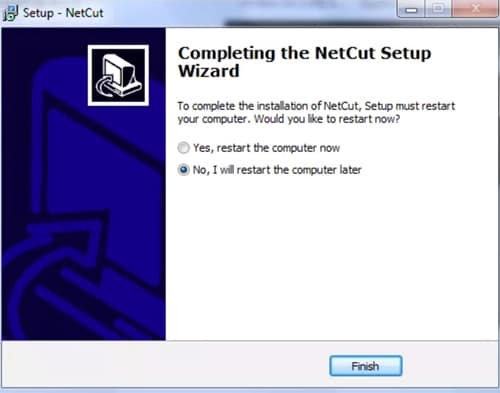 Setup - NetCut
Completing the NetCut Setup
Wizard
To complete the installation of NetCut, Setup must restart
your computer. Would you like to restart now?
Yes, restart the computer now
No, I will restart the computer later
Finish